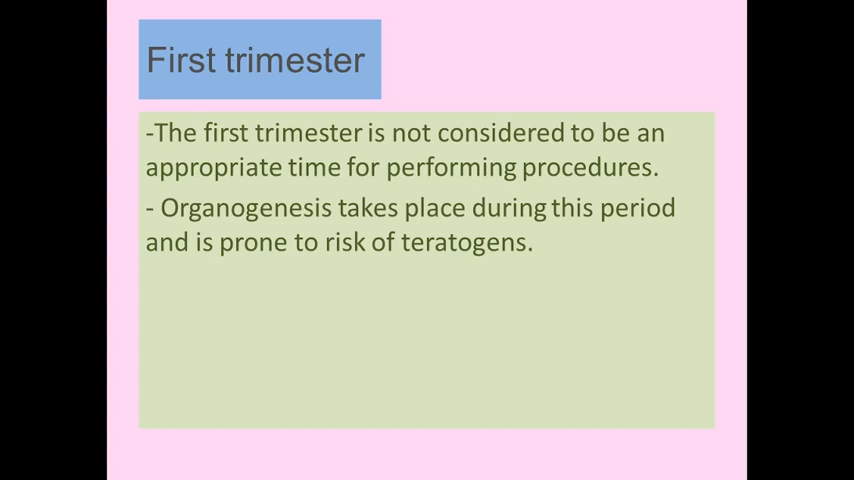 First trimester
-The first trimester is not considered to be an
appropriate time for performing procedures.
- Organogenesis takes place during this period
and is prone to risk of teratogens.